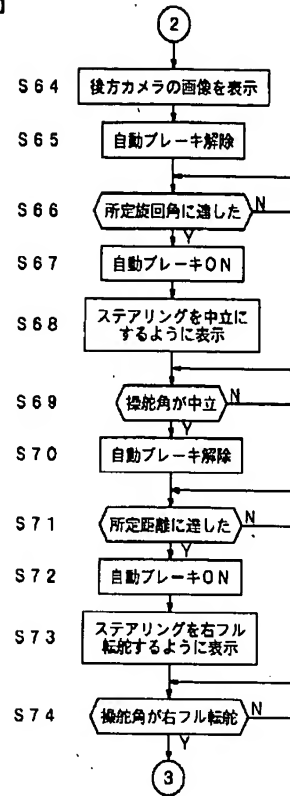 】
2
S64 後方カメラの画像を表示
S65 自動ブレーキ解除
S66 所定旋回角に達した N
Y
S67 自動ブレーキON
S68 ステアリングを中立に
するように表示
S69 操舵角が中立 N
Y
S70 自動ブレーキ解除
S71 所定距離に達した N
Y
S72 自動ブレーキON
S73 ステアリングを右フル
転舵するように表示
S74 操舵角が右フル転舵 N
Y
3